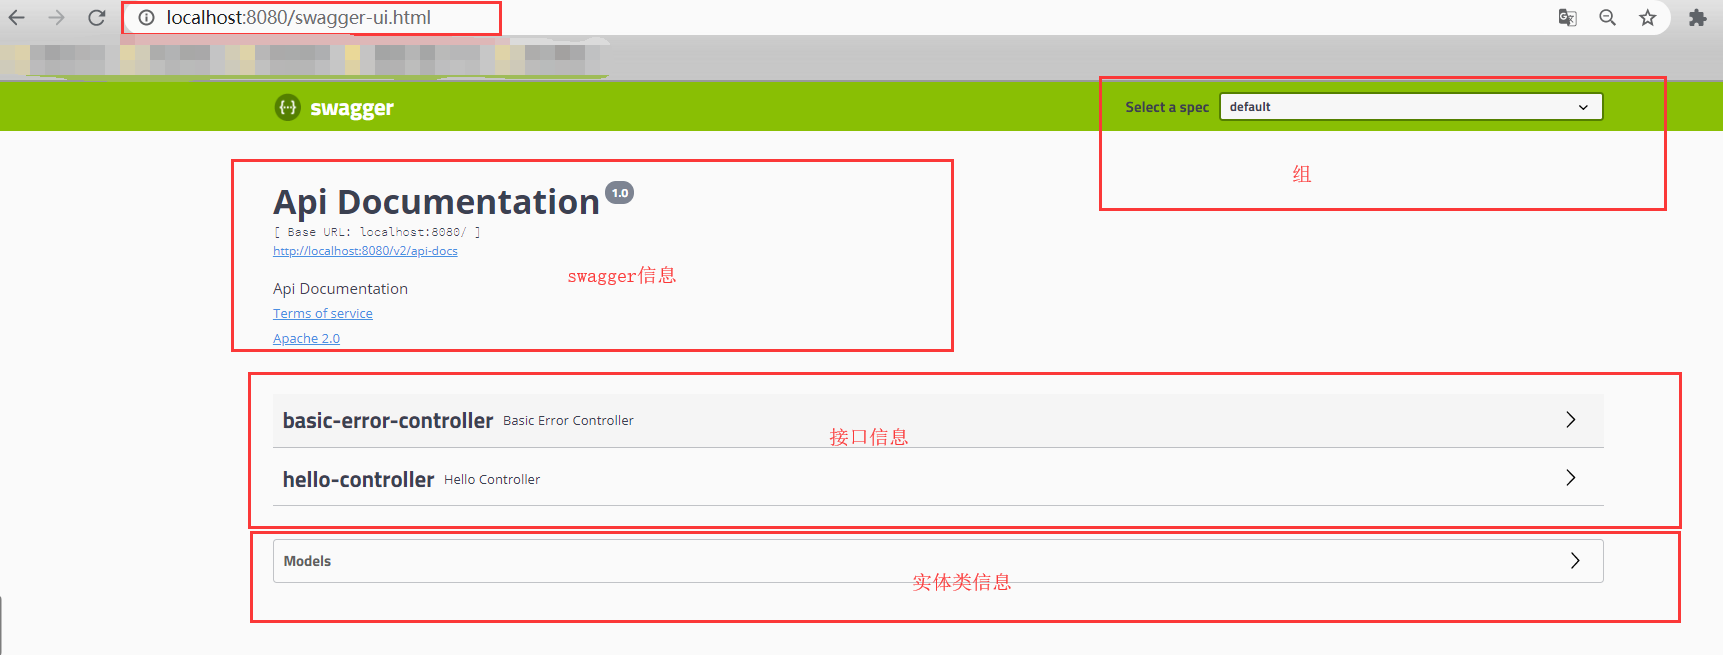 localhost:8080/swagger-ui.html
swagger
Select a spec
default
组
Api Documentation 1.0
[ Base URL: localhost:8080/ ]
http://localhost:8080/v2/api-docs
swagger信息
Api Documentation
Terms of service
Apache 2.0
basic-error-controller Basic Error Controller
接口信息
hello-controller Hello Controller
Models
实体类信息